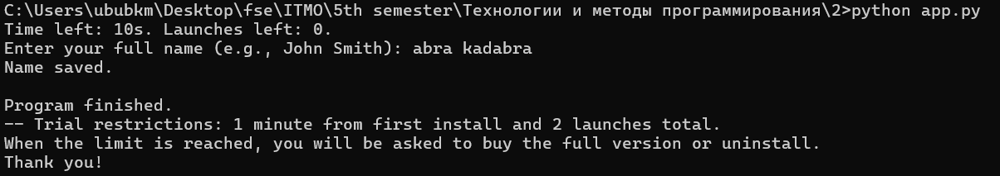 C:\Users\ububkm\Desktop\fse\ITMO\5th semester\Технологии и методы программирования\2>python app.py
Time left: 10s. Launches left: 0.
Enter your full name (e.g., John Smith): abra kadabra
Name saved.
Program finished.
-- Trial restrictions: 1 minute from first install and 2 launches total.
When the limit is reached, you will be asked to buy the full version or uninstall.
Thank you!